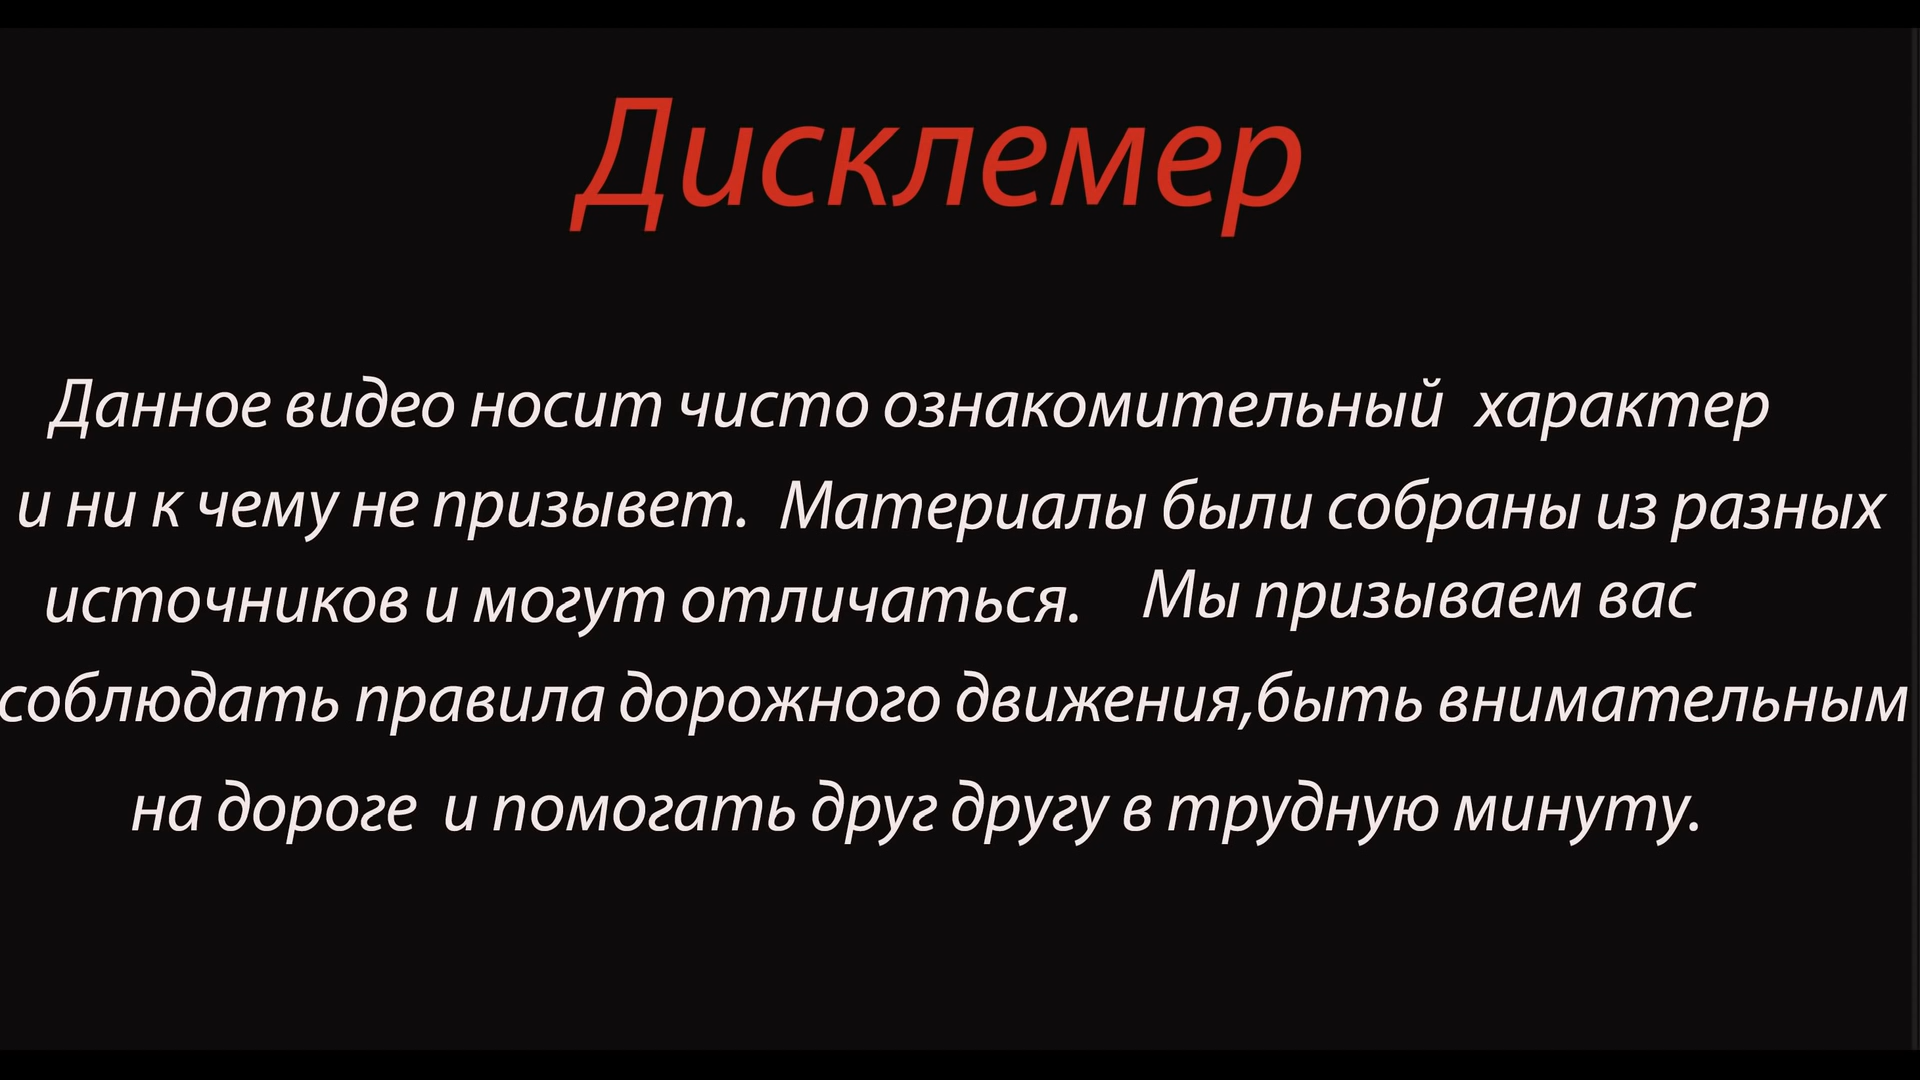 Дисклемер
Данное видео носит чисто ознакомительный характер
и ни к чему не призывет. Материалы были собраны из разных
источников и могут отличаться. Мы призываем вас
соблюдать правила дорожного движения,быть внимательным
на дороге и помогать друг другу в трудную минуту.